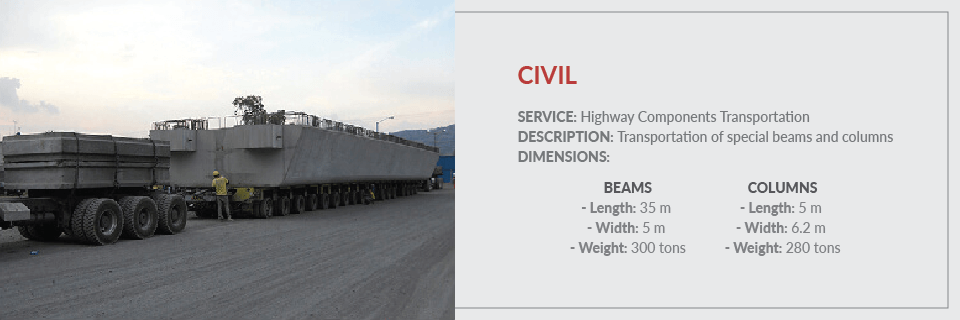 CIVIL
SERVICE: Highway Components Transportation
DESCRIPTION: Transportation of special beams and columns
DIMENSIONS:
BEAMS
- Length: 35 m
- Width: 5 m
- Weight: 300 tons
COLUMNS
- Length: 5 m
- Width: 6.2 m
- Weight: 280 tons